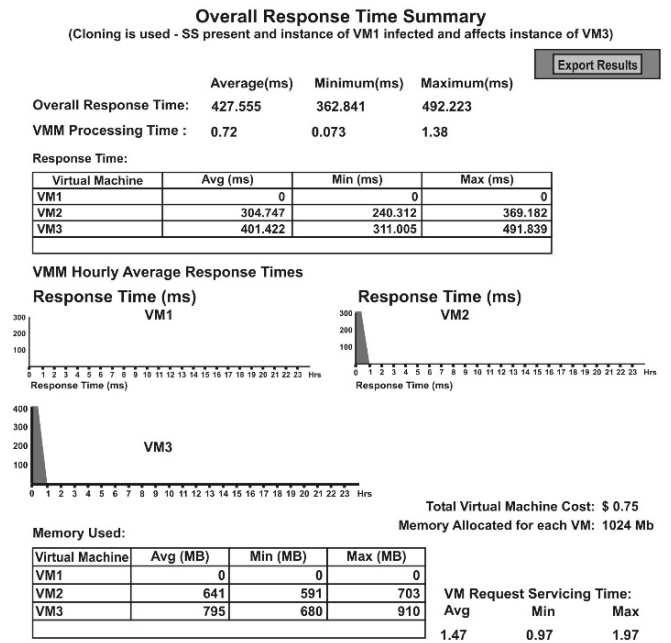 Overall Response Time Summary
(Cloning is used - SS present and instance of VM1 infected and affects instance of VM3)
Export Results
Average(ms) Minimum(ms) Maximum(ms)
Overall Response Time: 427.555 362.841 492.223
VMM Processing Time : 0.72 0.073 1.38
Response Time:
Virtual Machine Avg (ms) Min (ms) Max (ms)
VM1 0 0 0
VM2 304.747 240.312 369.182
VM3 401.422 311.005 491.839
VMM Hourly Average Response Times
Response Time (ms)
VM1
300
200
100
0 1 2 3 4 5 6 7 8 9 10 11 12 13 14 15 16 17 18 19 20 21 22 23 Hrs
Response Time (ms)
Response Time (ms)
VM2
300
200
100
0 1 2 3 4 5 6 7 8 9 10 11 12 13 14 15 16 17 18 19 20 21 22 23 Hrs
Response Time (ms)
400
300
200
100
VM3
0 1 2 3 4 5 6 7 8 9 10 11 12 13 14 15 16 17 18 19 20 21 22 23 Hrs
Total Virtual Machine Cost: $ 0.75
Memory Allocated for each VM: 1024 Mb
Memory Used:
Virtual Machine Avg (MB) Min (MB) Max (MB)
VM1 0 0 0
VM2 641 591 703
VM3 795 680 910
VM Request Servicing Time:
Avg Min Max
1.47 0.97 1.97